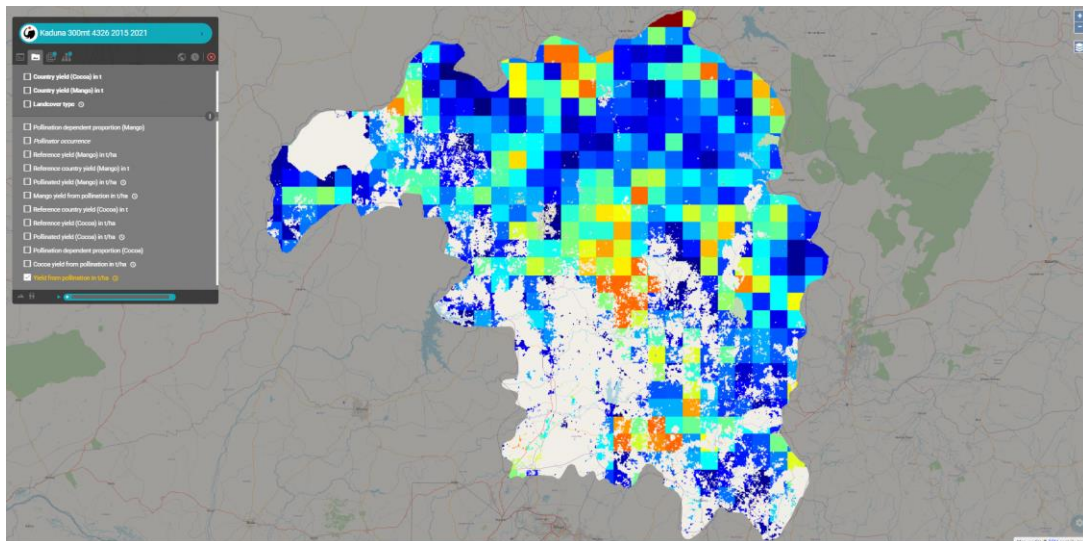 Kaduna 300mt 4326 2015 2021
Country yield (Cocoa) in t
Country yield (Mango) in t
Landcover type
Pollination dependent proportion (Mango)
Pollinator occurrence
Reference yield (Mango) in t/ha
Reference country yield (Mango) in t
Pollinated yield (Mango) in t/ha
Mango yield from pollination in t/ha
Reference country yield (Cocoa) in t
Reference yield (Cocoa) in t/ha
Pollinated yield (Cocoa) in t/ha
Pollination dependent proportion (Cocoa)
Cocoa yield from pollination in t/ha
Yield from pollination in t/ha